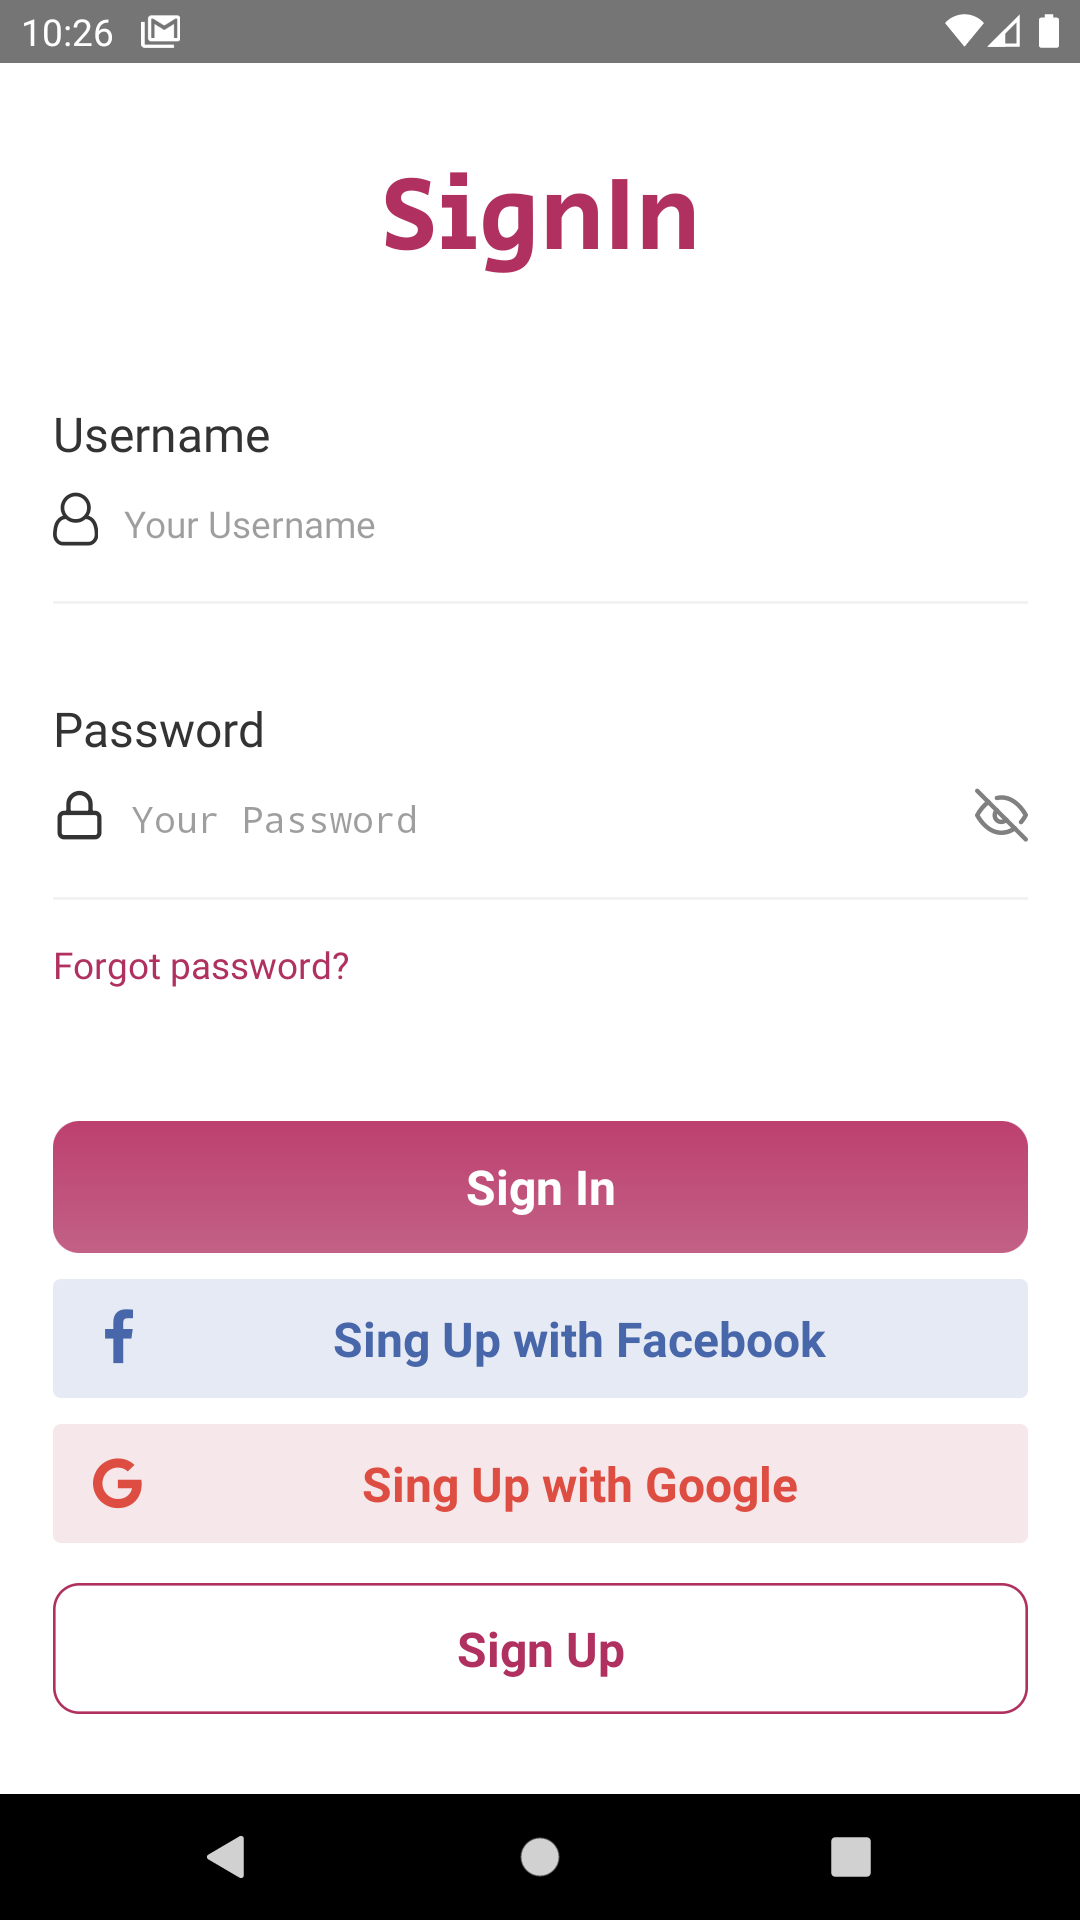 10:26
SignIn
Username
Your Username
Password
Your Password
Forgot password?
Sign In
Sing Up with Facebook
Sing Up with Google
Sign Up